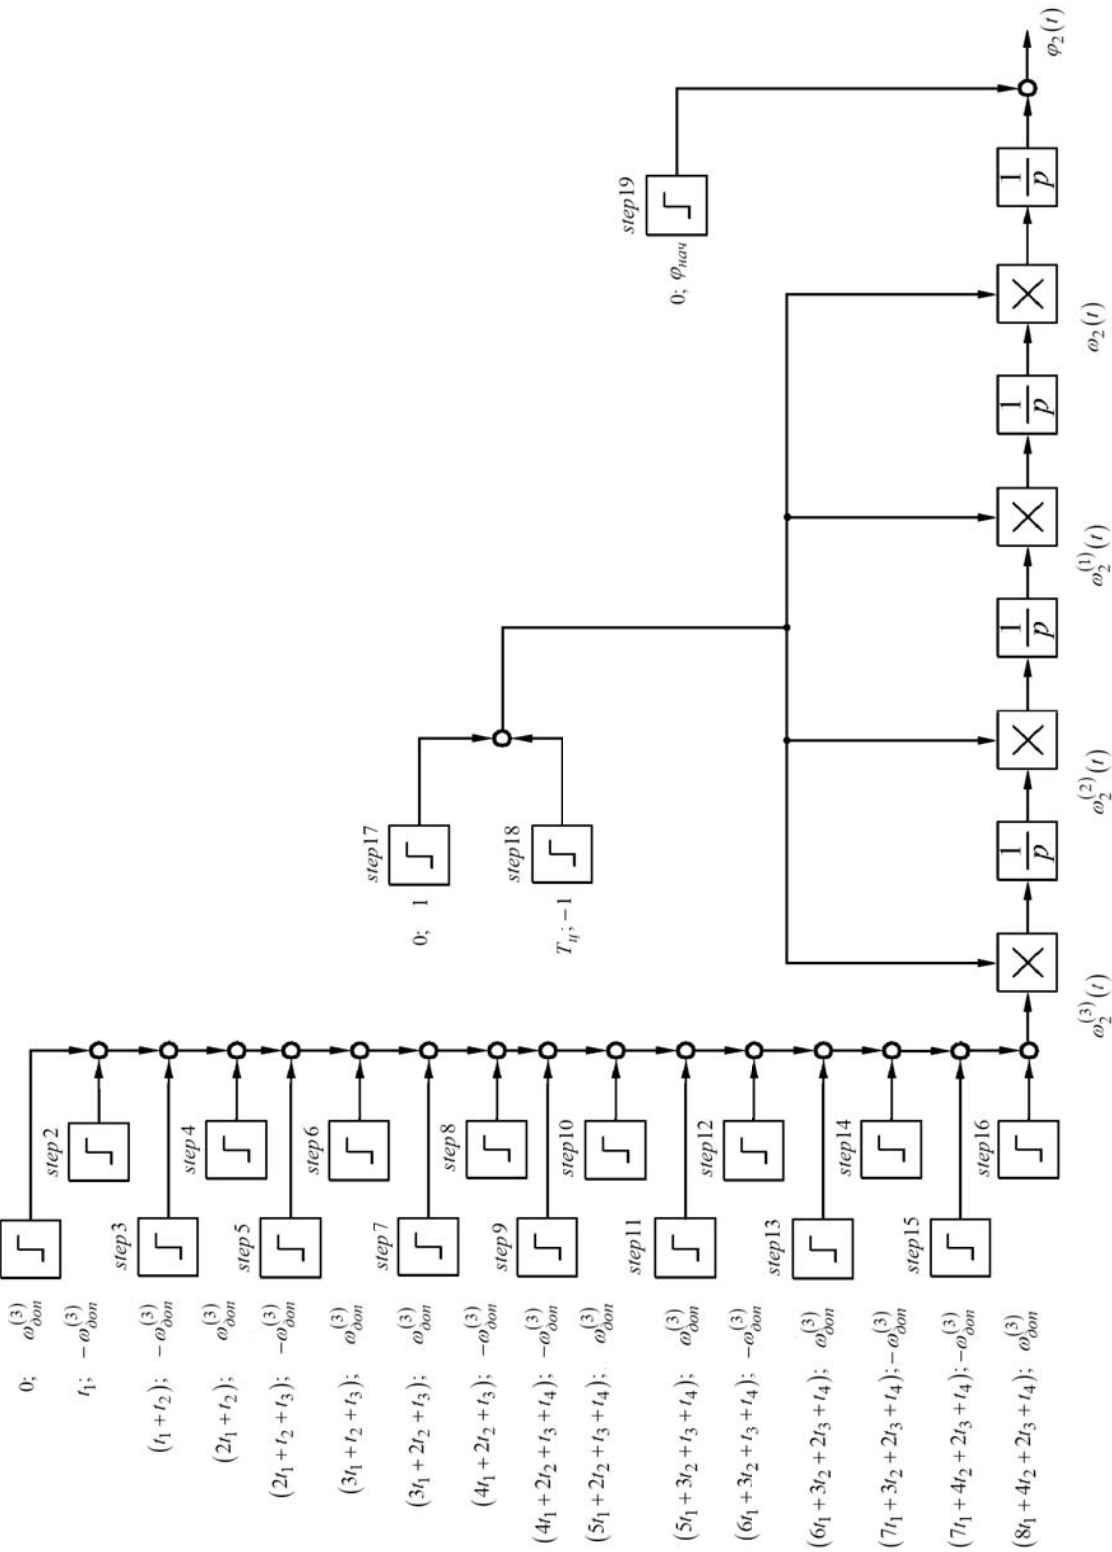 0; ω_доп^(3)
t₁; −ω_доп^(3)
(t₁ + t₂); −ω_доп^(3)
(2t₁ + t₂); ω_доп^(3)
(2t₁ + t₂ + t₃); −ω_доп^(3)
(3t₁ + t₂ + t₃); ω_доп^(3)
(3t₁ + 2t₂ + t₃); ω_доп^(3)
(4t₁ + 2t₂ + t₃); −ω_доп^(3)
(4t₁ + 2t₂ + t₃ + t₄); −ω_доп^(3)
(5t₁ + 2t₂ + t₃ + t₄); ω_доп^(3)
(5t₁ + 3t₂ + t₃ + t₄); ω_доп^(3)
(6t₁ + 3t₂ + t₃ + t₄); −ω_доп^(3)
(6t₁ + 3t₂ + 2t₃ + t₄); ω_доп^(3)
(7t₁ + 3t₂ + 2t₃ + t₄); −ω_доп^(3)
(7t₁ + 4t₂ + 2t₃ + t₄); −ω_доп^(3)
(8t₁ + 4t₂ + 2t₃ + t₄); ω_доп^(3)
step2
step3
step4
step5
step6
step7
step8
step9
step10
step11
step12
step13
step14
step15
step16
step17
0; 1
step18
T_ц; −1
step19
0; φ_нач
ω₂^(3)(t)
1/p
ω₂^(2)(t)
1/p
ω₂^(1)(t)
1/p
ω₂(t)
1/p
φ₂(t)